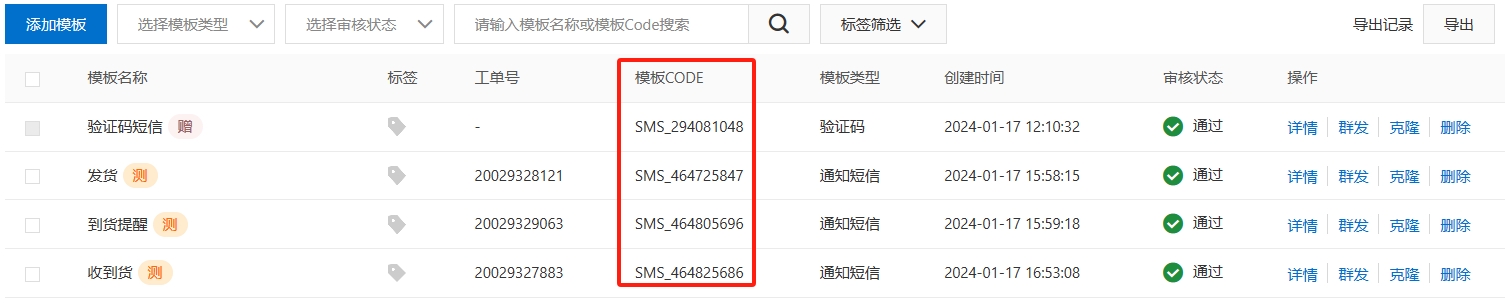 添加模板 选择模板类型 选择审核状态 请输入模板名称或模板Code搜索 标签筛选 导出记录 导出
模板名称 标签 工单号 模板CODE 模板类型 创建时间 审核状态 操作
验证码短信 赠 - SMS_294081048 验证码 2024-01-17 12:10:32 通过 详情 群发 克隆 删除
发货 测 20029328121 SMS_464725847 通知短信 2024-01-17 15:58:15 通过 详情 群发 克隆 删除
到货提醒 测 20029329063 SMS_464805696 通知短信 2024-01-17 15:59:18 通过 详情 群发 克隆 删除
收到货 测 20029327883 SMS_464825686 通知短信 2024-01-17 16:53:08 通过 详情 群发 克隆 删除